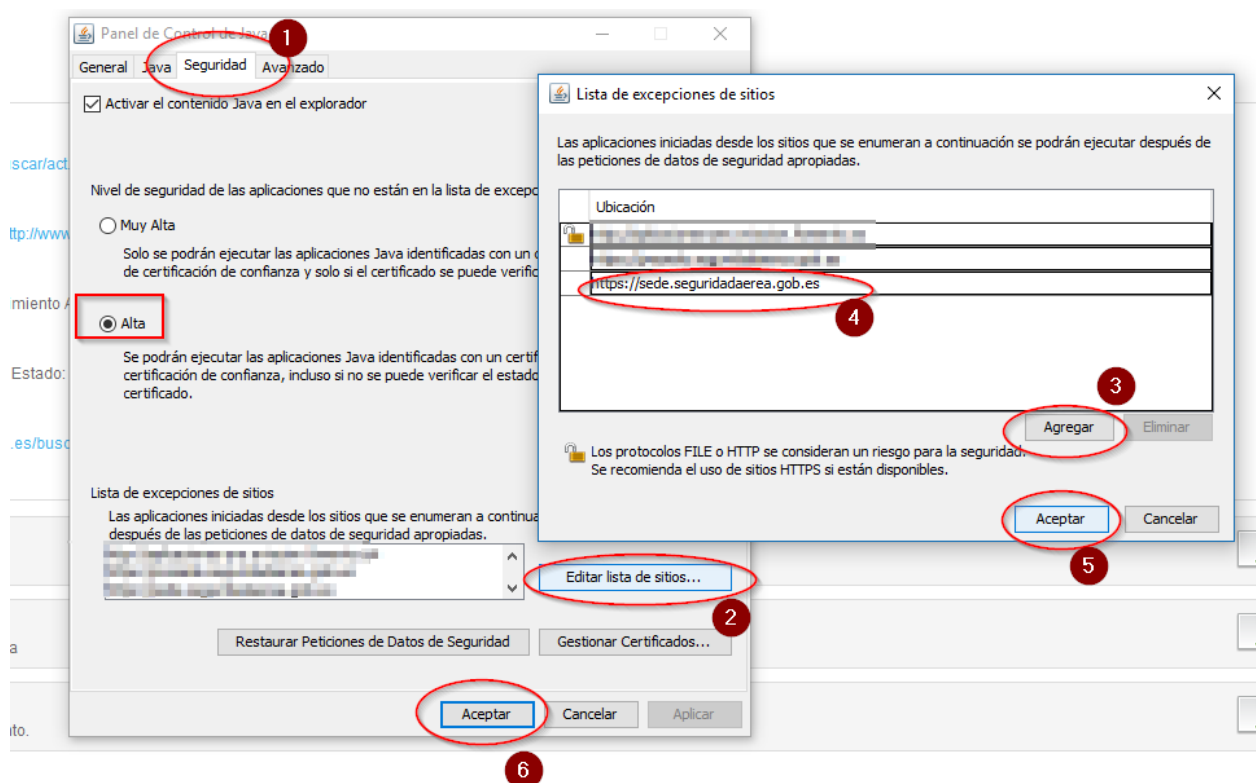 Panel de Control de Java
1
General Java Seguridad Avanzado
Activar el contenido Java en el explorador
Nivel de seguridad de las aplicaciones que no están en la lista de excepc
Muy Alta
Solo se podrán ejecutar las aplicaciones Java identificadas con un
de certificación de confianza y solo si el certificado se puede verific
Alta
Se podrán ejecutar las aplicaciones Java identificadas con un certif
certificación de confianza, incluso si no se puede verificar el estado
certificado.
Lista de excepciones de sitios
Las aplicaciones iniciadas desde los sitios que se enumeran a continua
después de las peticiones de datos de seguridad apropiadas.
Editar lista de sitios...
2
Restaurar Peticiones de Datos de Seguridad
Gestionar Certificados...
Aceptar
Cancelar
Aplicar
6
Lista de excepciones de sitios
Las aplicaciones iniciadas desde los sitios que se enumeran a continuación se podrán ejecutar después de
las peticiones de datos de seguridad apropiadas.
Ubicación
https://sede.seguridadaerea.gob.es
4
3
Agregar
Eliminar
Los protocolos FILE o HTTP se consideran un riesgo para la seguridad.
Se recomienda el uso de sitios HTTPS si están disponibles.
Aceptar
Cancelar
5
scar/act
ttp://www
miento A
Estado:
.es/busc
a
nto.